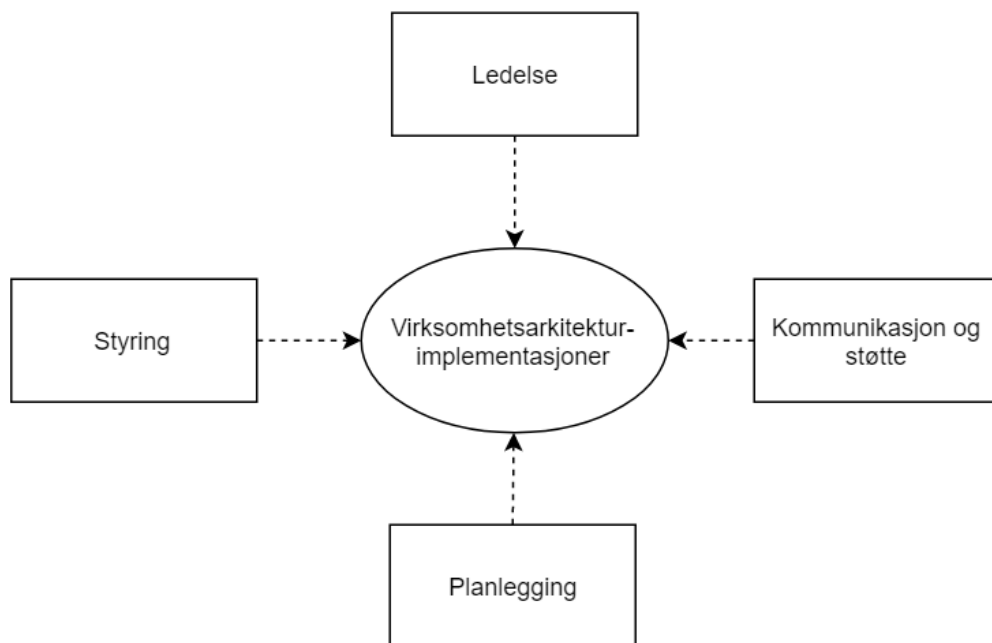 Ledelse
Styring
Virksomhetsarkitektur-
implementasjoner
Kommunikasjon og
støtte
Planlegging